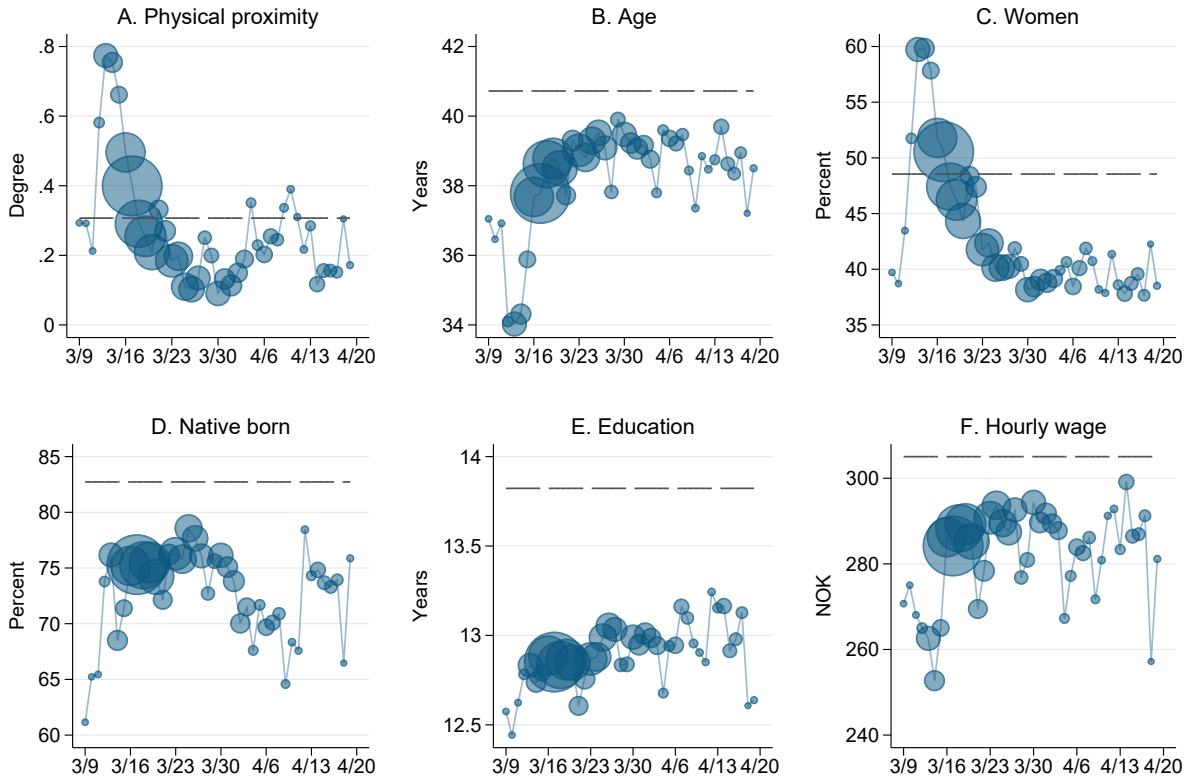 A. Physical proximity
Degree
.8
.6
.4
.2
0
3/9 3/16 3/23 3/30 4/6 4/13 4/20
B. Age
Years
42
40
38
36
34
3/9 3/16 3/23 3/30 4/6 4/13 4/20
C. Women
Percent
60
55
50
45
40
35
3/9 3/16 3/23 3/30 4/6 4/13 4/20
D. Native born
Percent
85
80
75
70
65
60
3/9 3/16 3/23 3/30 4/6 4/13 4/20
E. Education
Years
14
13.5
13
12.5
3/9 3/16 3/23 3/30 4/6 4/13 4/20
F. Hourly wage
NOK
300
280
260
240
3/9 3/16 3/23 3/30 4/6 4/13 4/20